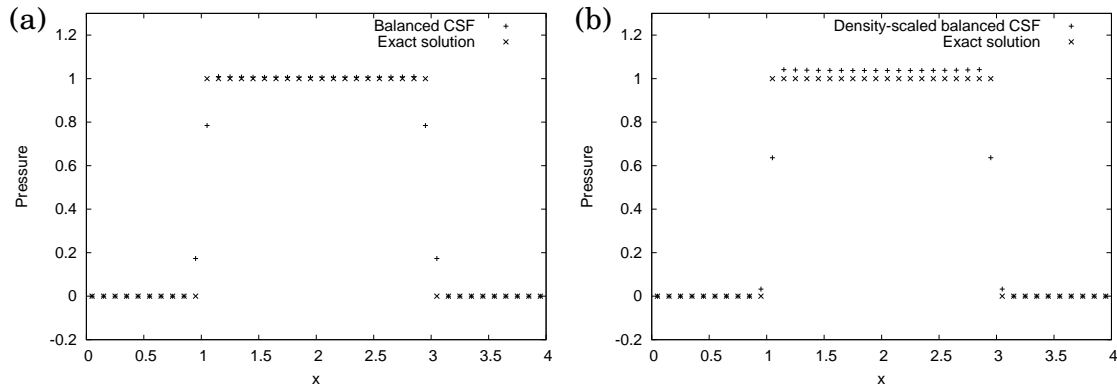 (a)
Balanced CSF
Exact solution
Pressure
1.2
1
0.8
0.6
0.4
0.2
0
-0.2
0 0.5 1 1.5 2 2.5 3 3.5 4
x
(b)
Density-scaled balanced CSF
Exact solution
Pressure
1.2
1
0.8
0.6
0.4
0.2
0
-0.2
0 0.5 1 1.5 2 2.5 3 3.5 4
x